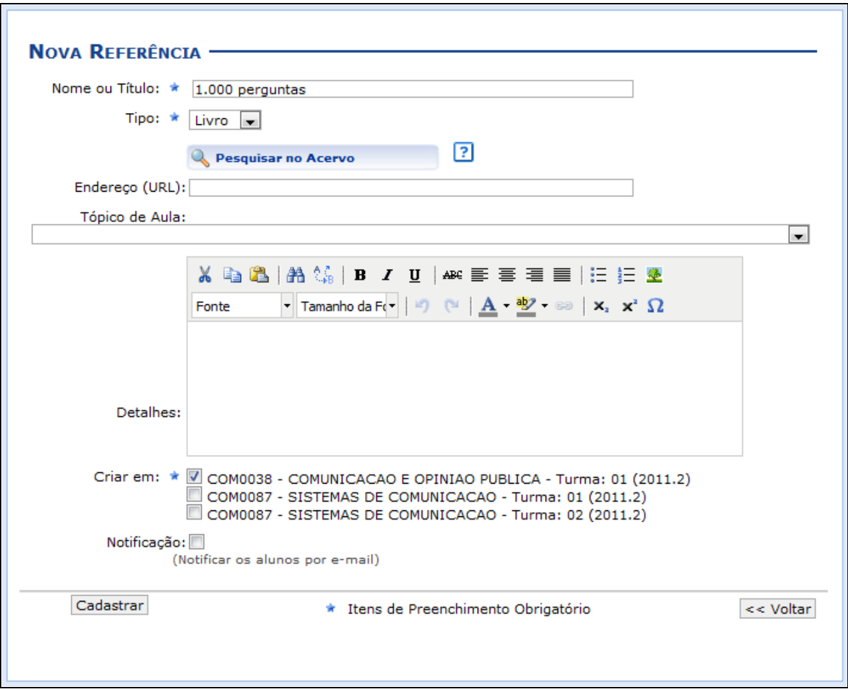 NOVA REFERÊNCIA
Nome ou Título: 1.000 perguntas
Tipo: Livro
Pesquisar no Acervo ?
Endereço (URL):
Tópico de Aula:
B I U ABC
Fonte Tamanho da Fo A ab x, x² Ω
Detalhes:
Criar em: COM0038 - COMUNICACAO E OPINIAO PUBLICA - Turma: 01 (2011.2)
COM0087 - SISTEMAS DE COMUNICACAO - Turma: 01 (2011.2)
COM0087 - SISTEMAS DE COMUNICACAO - Turma: 02 (2011.2)
Notificação:
(Notificar os alunos por e-mail)
Cadastrar Itens de Preenchimento Obrigatório << Voltar